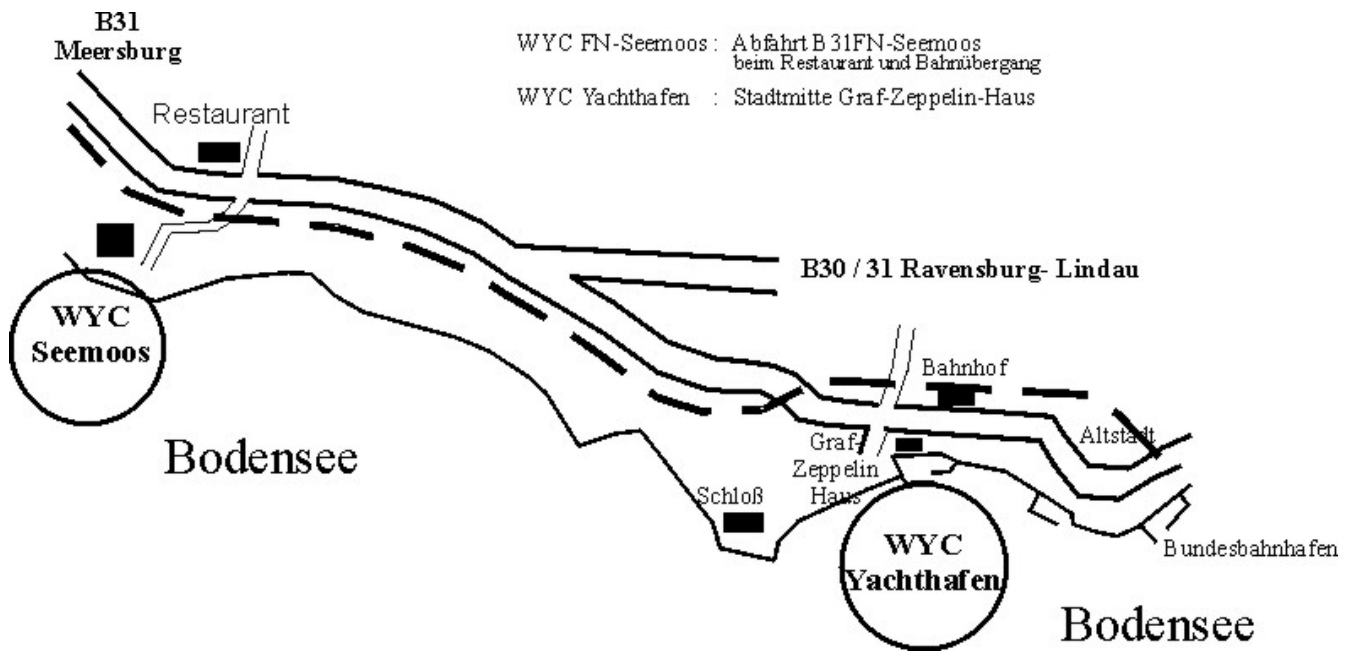 B31
Meersburg
WYC FN-Seemoos : Abfahrt B 31FN-Seemoos
beim Restaurant und Bahnübergang
WYC Yachthafen : Stadtmitte Graf-Zeppelin-Haus
Restaurant
B30 / 31 Ravensburg- Lindau
WYC
Seemoos
Bahnhof
Altstadt
Graf-
Zeppelin
Haus
Bodensee
Schloß
WYC
Yachthafen
Bundesbahnhafen
Bodensee